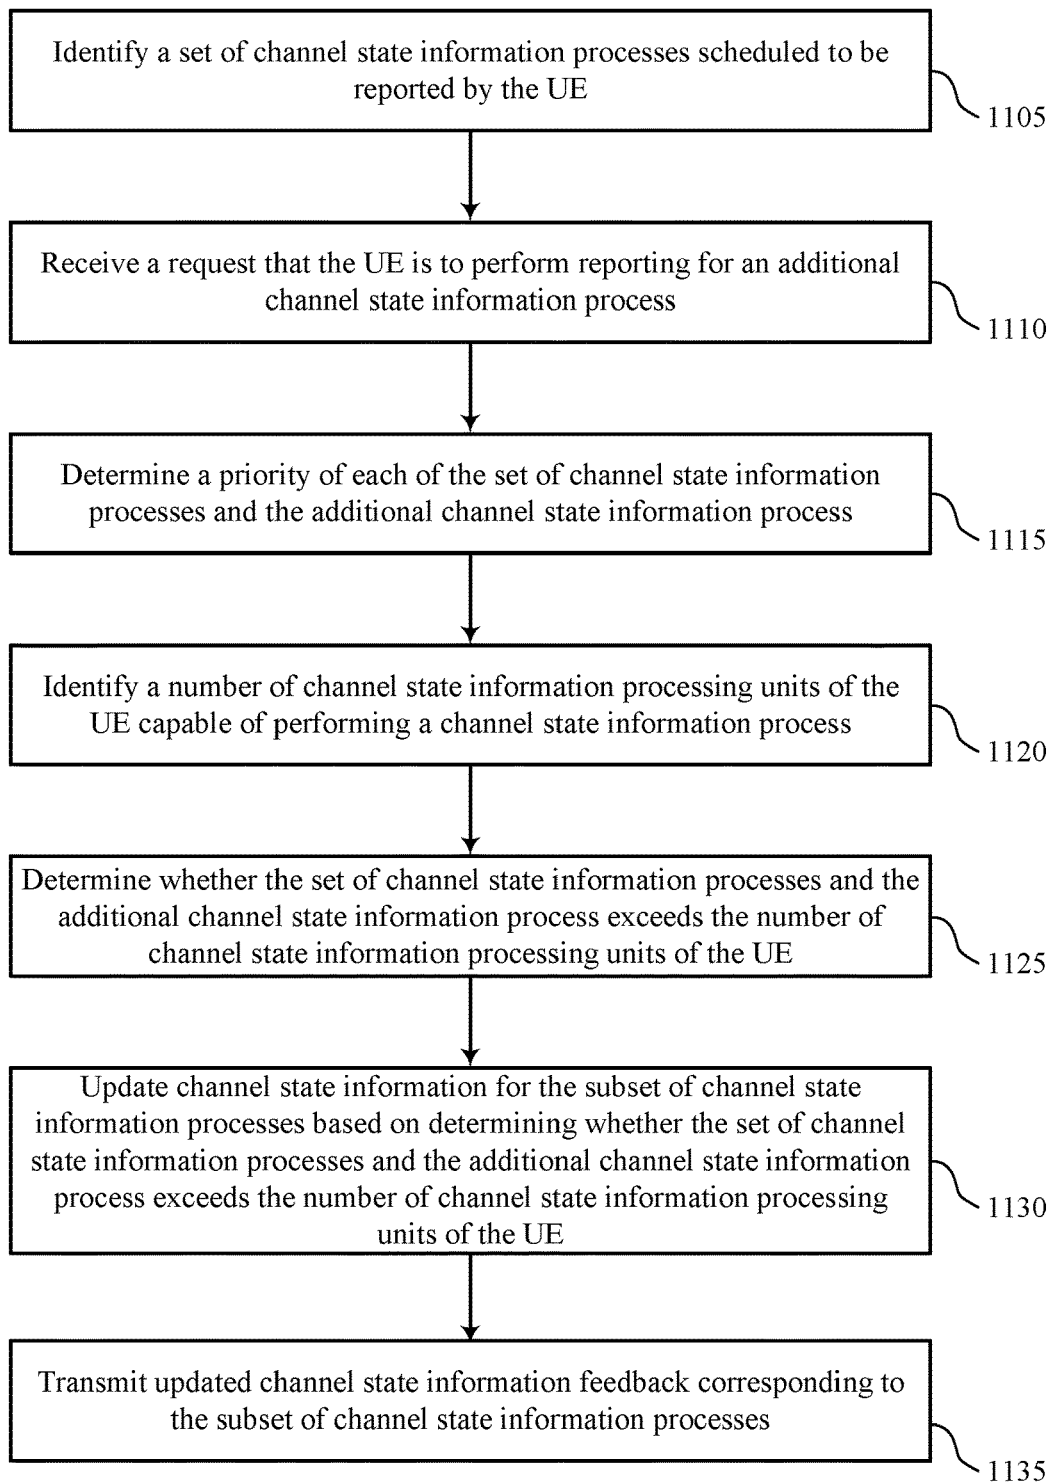 Identify a set of channel state information processes scheduled to be
reported by the UE
1105
Receive a request that the UE is to perform reporting for an additional
channel state information process
1110
Determine a priority of each of the set of channel state information
processes and the additional channel state information process
1115
Identify a number of channel state information processing units of the
UE capable of performing a channel state information process
1120
Determine whether the set of channel state information processes and the
additional channel state information process exceeds the number of
channel state information processing units of the UE
1125
Update channel state information for the subset of channel state
information processes based on determining whether the set of channel
state information processes and the additional channel state information
process exceeds the number of channel state information processing
units of the UE
1130
Transmit updated channel state information feedback corresponding to
the subset of channel state information processes
1135